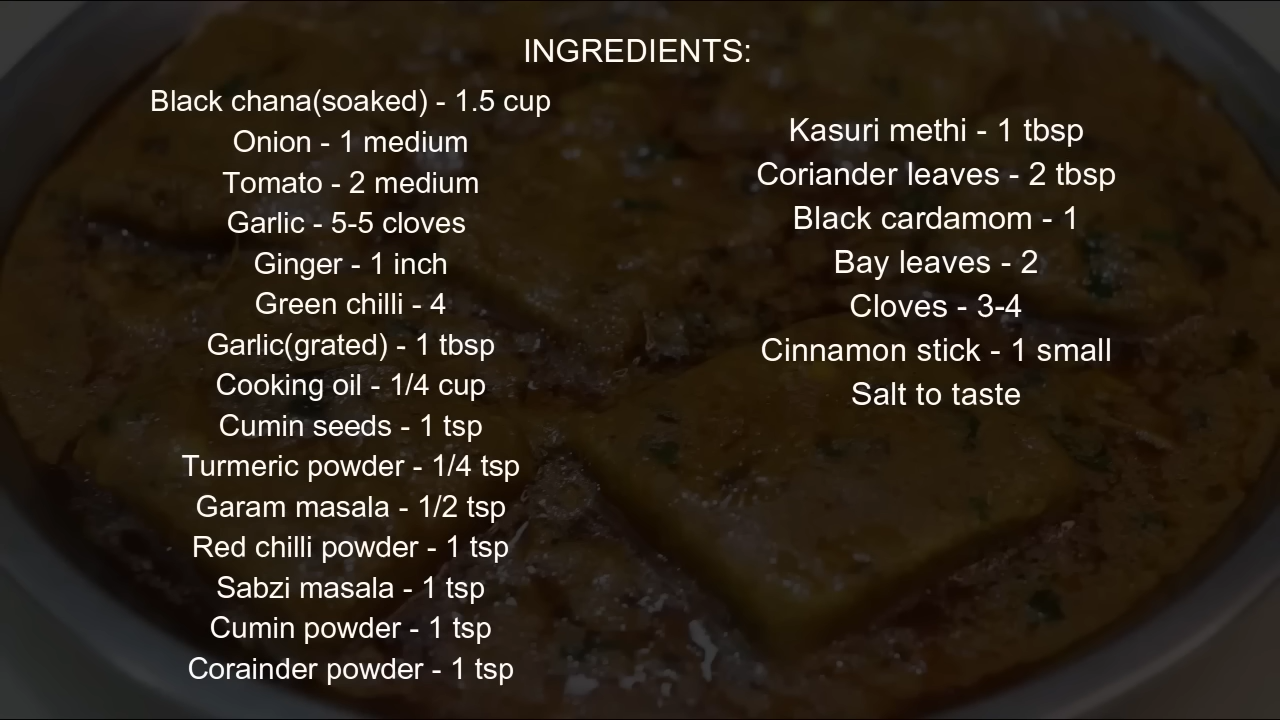 INGREDIENTS:
Black chana(soaked) - 1.5 cup
Onion - 1 medium
Tomato - 2 medium
Garlic - 5-5 cloves
Ginger - 1 inch
Green chilli - 4
Garlic(grated) - 1 tbsp
Cooking oil - 1/4 cup
Cumin seeds - 1 tsp
Turmeric powder - 1/4 tsp
Garam masala - 1/2 tsp
Red chilli powder - 1 tsp
Sabzi masala - 1 tsp
Cumin powder - 1 tsp
Corainder powder - 1 tsp
Kasuri methi - 1 tbsp
Coriander leaves - 2 tbsp
Black cardamom - 1
Bay leaves - 2
Cloves - 3-4
Cinnamon stick - 1 small
Salt to taste